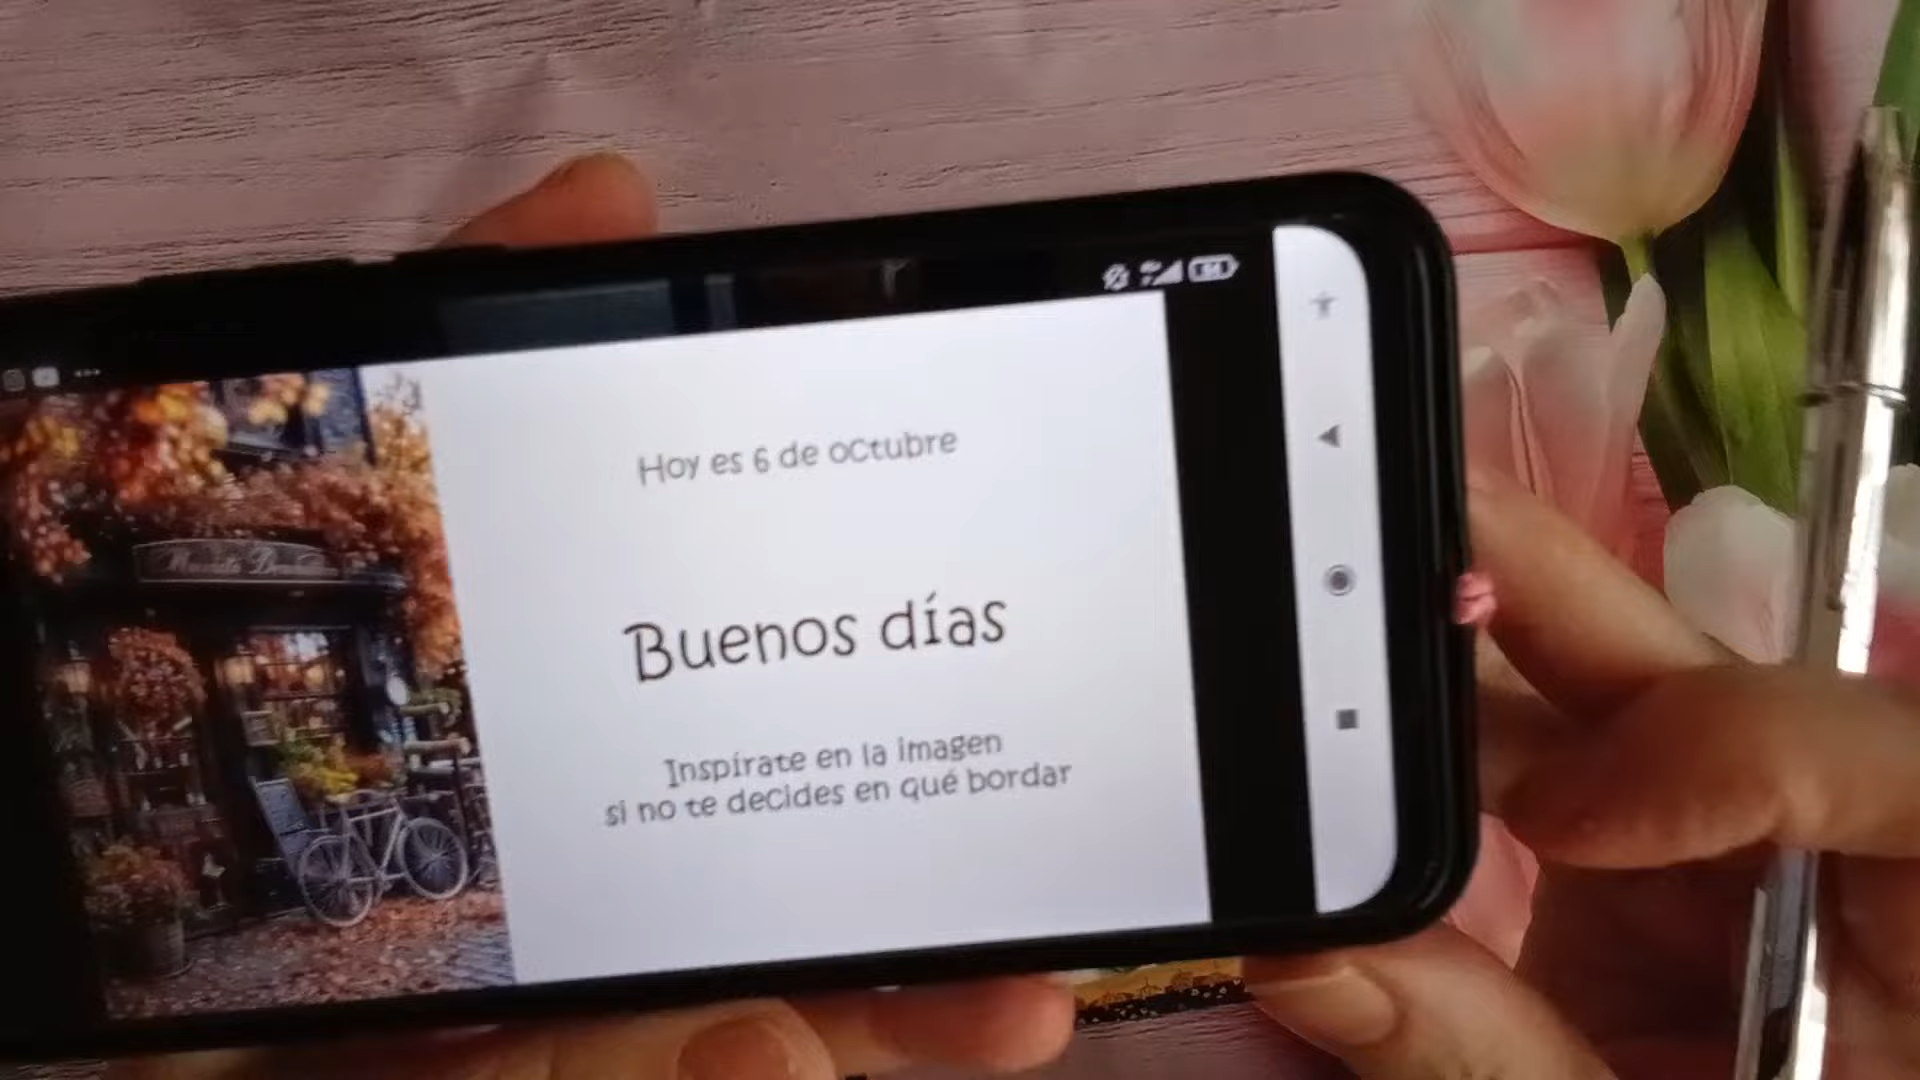 Hoy es 6 de octubre
Buenos días
Inspírate en la imagen
si no te decides en qué bordar